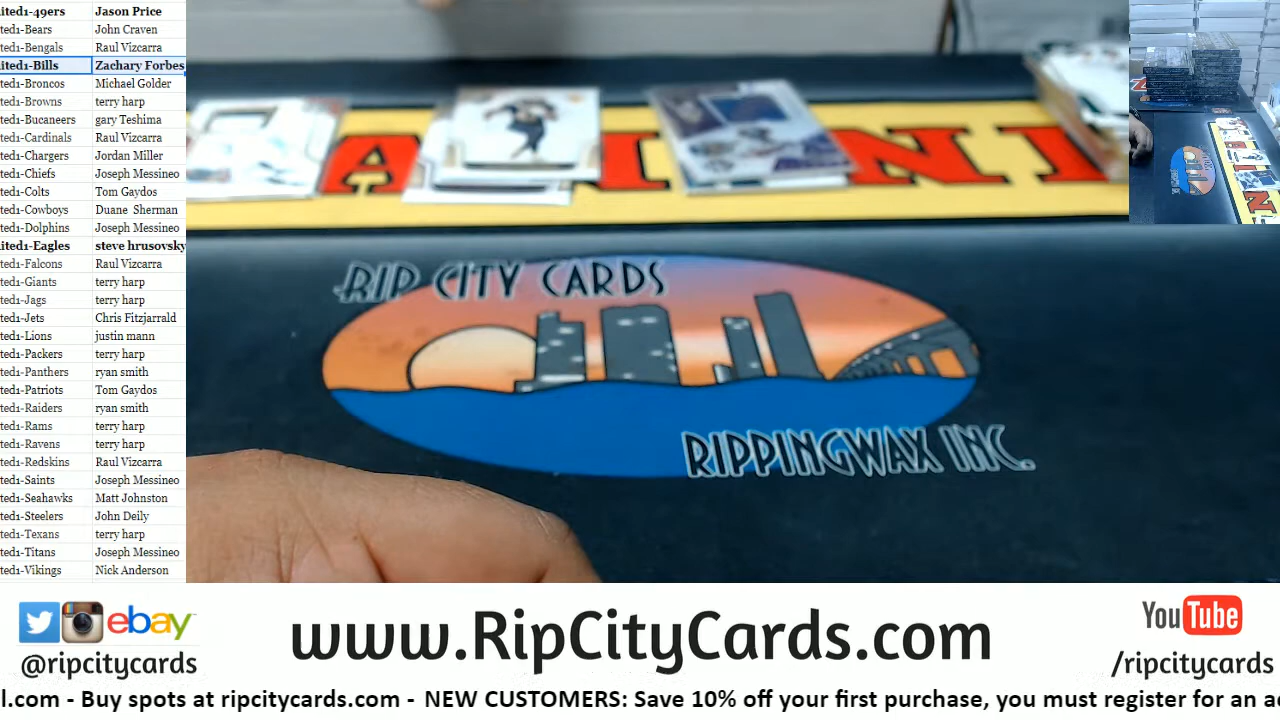 ited1-49ers Jason Price
ted1-Bears John Craven
ted1-Bengals Raul Vizcarra
ited1-Bills Zachary Forbes
ted1-Broncos Michael Golder
ted1-Browns terry harp
ted1-Bucaneers gary Teshima
ted1-Cardinals Raul Vizcarra
ted1-Chargers Jordan Miller
ted1-Chiefs Joseph Messineo
ted1-Colts Tom Gaydos
ted1-Cowboys Duane Sherman
ted1-Dolphins Joseph Messineo
ited1-Eagles steve hrusovsky
ted1-Falcons Raul Vizcarra
ted1-Giants terry harp
ted1-Jags terry harp
ted1-Jets Chris Fitzjarrald
ted1-Lions justin mann
ted1-Packers terry harp
ted1-Panthers ryan smith
ted1-Patriots Tom Gaydos
ted1-Raiders ryan smith
ted1-Rams terry harp
ted1-Ravens terry harp
ted1-Redskins Raul Vizcarra
ted1-Saints Joseph Messineo
ted1-Seahawks Matt Johnston
ted1-Steelers John Deily
ted1-Texans terry harp
ted1-Titans Joseph Messineo
ted1-Vikings Nick Anderson
A N I N I
RIP CITY CARDS
RIPPINGWAX INC.
ebay
@ripcitycards
www.RipCityCards.com
YouTube
/ripcitycards
l.com - Buy spots at ripcitycards.com - NEW CUSTOMERS: Save 10% off your first purchase, you must register for an a